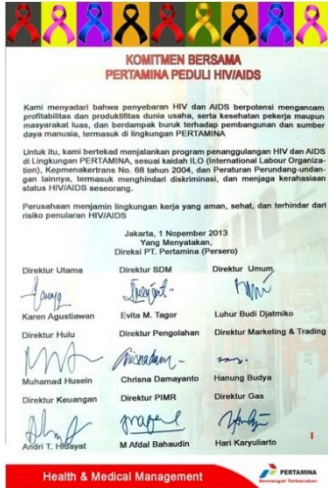 KOMITMEN BERSAMA
PERTAMINA PEDULI HIV/AIDS
Kami menyadari bahwa penyebaran HIV dan AIDS berpotensi mengancam
profitabilitas dan produktifitas dunia usaha, serta kesehatan pekerja maupun
masyarakat luas, dan berdampak buruk terhadap pembangunan dan sumber
daya manusia, termasuk di lingkungan PERTAMINA
Untuk itu, kami bertekad menjalankan program penanggulangan HIV dan AIDS
di Lingkungan PERTAMINA, sesuai kaidah ILO (International Labour Organiza-
tion), Kepmenakertrans No. 68 tahun 2004, dan Peraturan Perundang-undan-
gan lainnya, termasuk menghindari diskriminasi, dan menjaga kerahasiaan
status HIV/AIDS seseorang.
Perusahaan menjamin lingkungan kerja yang aman, sehat, dan terhindar dari
risiko penularan HIV/AIDS
Jakarta, 1 Nopember 2013
Yang Menyatakan,
Direksi PT. Pertamina (Persero)
Direktur Utama Direktur SDM Direktur Umum
Karen Agustiawan Evita M. Tagor Luhur Budi Djatmiko
Direktur Hulu Direktur Pengolahan Direktur Marketing & Trading
Muhamad Husein Chrisna Damayanto Hanung Budya
Direktur Keuangan Direktur PIMR Direktur Gas
Andri T. Hidayat M Afdal Bahaudin Hari Karyuliarto
Health & Medical Management
PERTAMINA
Semangat Terbarukan